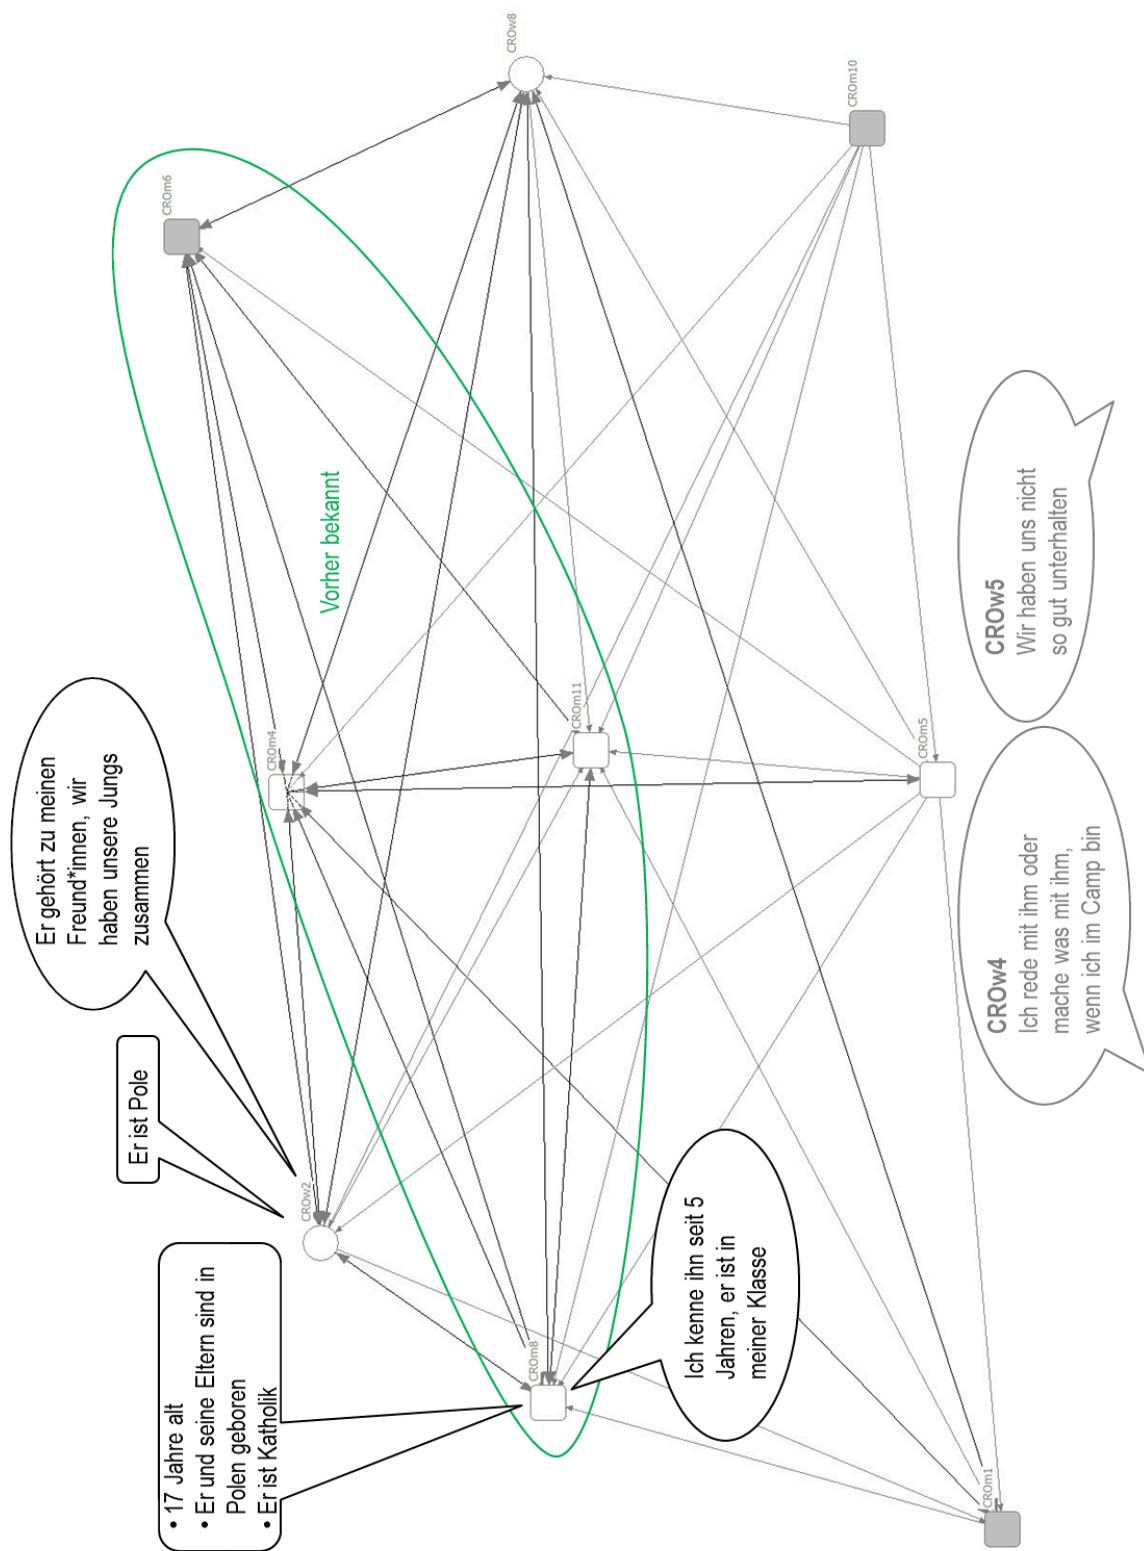 • 17 Jahre alt
• Er und seine Eltern sind in
Polen geboren
• Er ist Katholik
Er ist Pole
Er gehört zu meinen
Freund*innen, wir
haben unsere Jungs
zusammen
CROm6
CROw8
CROm10
Vorher bekannt
CROm4
CROm11
CROm5
CROw2
CROm8
CROm1
Ich kenne ihn seit 5
Jahren, er ist in
meiner Klasse
CROw4
Ich rede mit ihm oder
mache was mit ihm,
wenn ich im Camp bin
CROw5
Wir haben uns nicht
so gut unterhalten